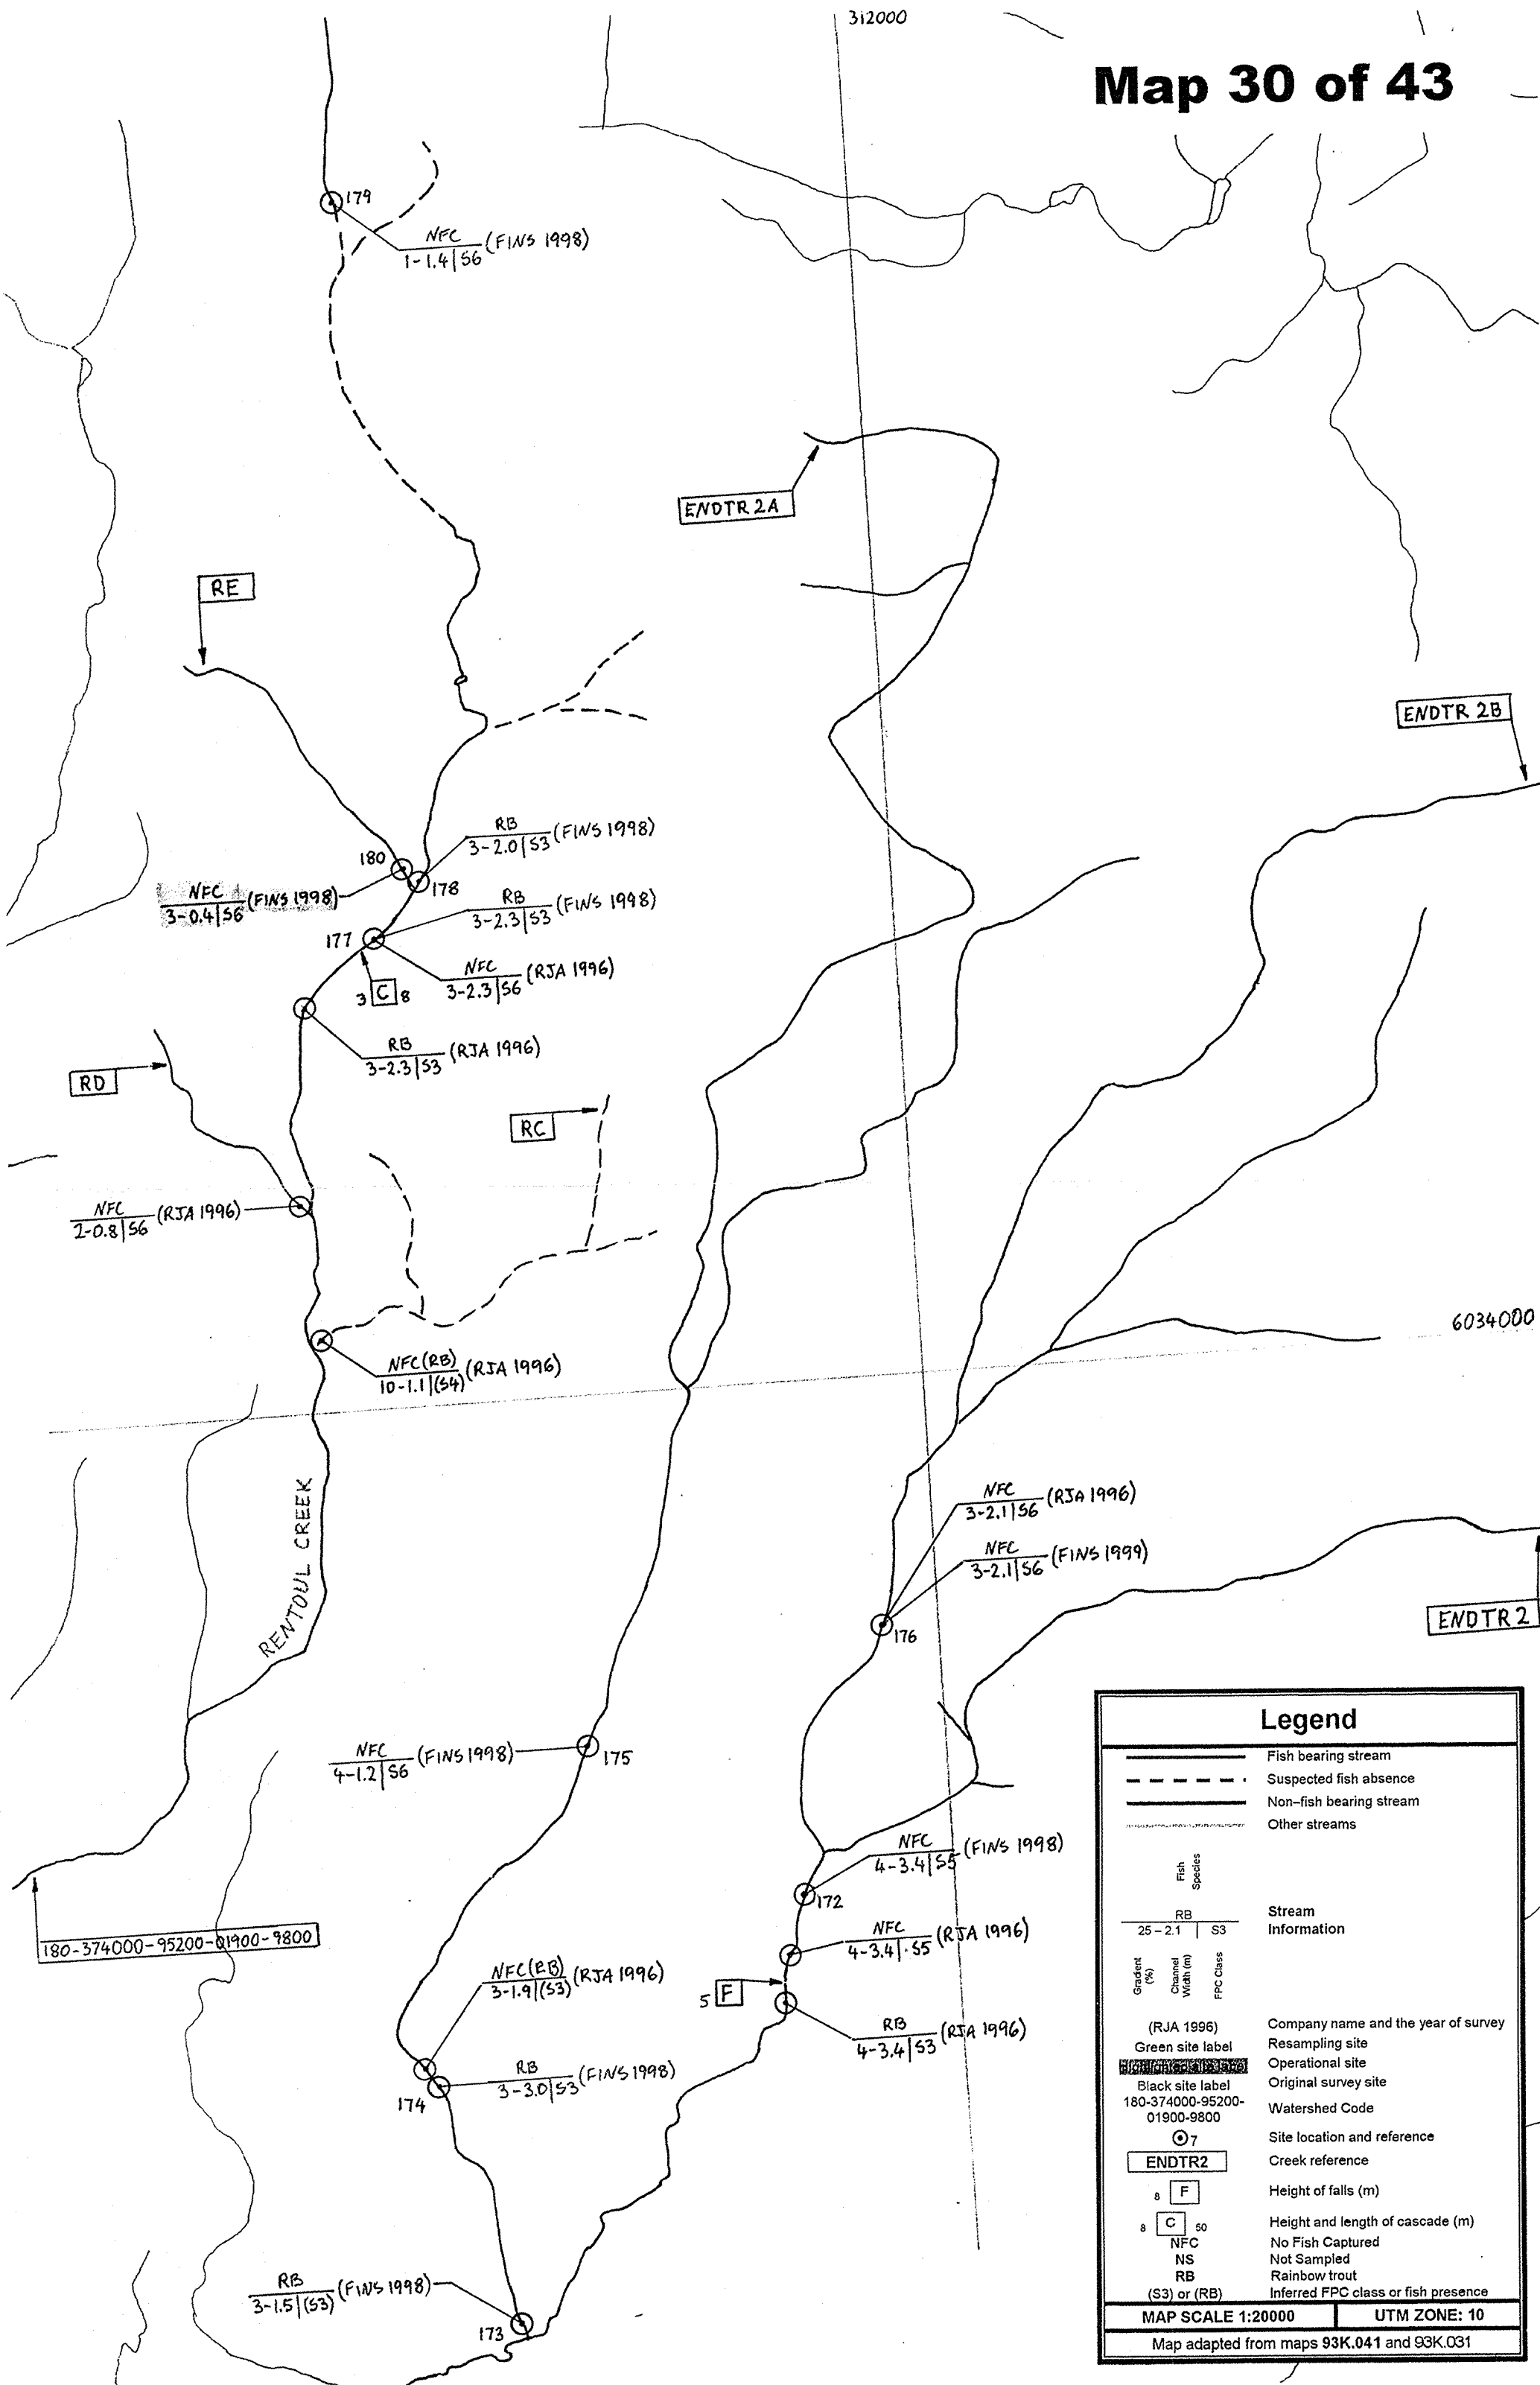 312000
Map 30 of 43
179
NFC
1-1.4|S6 (FINS 1998)
ENDTR 2A
RE
ENDTR 2B
RB
3-2.0|S3 (FINS 1998)
180
178
NFC
3-0.4|S6 (FINS 1998)
RB
3-2.3|S3 (FINS 1998)
177
NFC
3-2.3|S6 (RJA 1996)
3 C 8
RB
3-2.3|S3 (RJA 1996)
RD
RC
NFC
2-0.8|S6 (RJA 1996)
6034000
NFC(RB)
10-1.1|(S4) (RJA 1996)
RENTOUL CREEK
NFC
3-2.1|S6 (RJA 1996)
NFC
3-2.1|S6 (FINS 1999)
176
ENDTR 2
NFC
4-1.2|S6 (FINS 1998)
175
NFC
4-3.4|S5 (FINS 1998)
172
180-374000-95200-01900-9800
NFC
4-3.4|S5 (RJA 1996)
NFC(RB)
3-1.9|(S3) (RJA 1996)
5 F
RB
4-3.4|S3 (RJA 1996)
RB
3-3.0|S3 (FINS 1998)
174
RB
3-1.5|(S3) (FINS 1998)
173
Legend
Fish bearing stream
Suspected fish absence
Non-fish bearing stream
Other streams
Fish
Species
RB
25 – 2.1 | S3
Stream
Information
Gradient
(%)
Channel
Width (m)
FPC Class
(RJA 1996) Company name and the year of survey
Green site label Resampling site
Operational site
Black site label Original survey site
180-374000-95200-
01900-9800
Watershed Code
7 Site location and reference
ENDTR2 Creek reference
8 F Height of falls (m)
8 C 50 Height and length of cascade (m)
NFC No Fish Captured
NS Not Sampled
RB Rainbow trout
(S3) or (RB) Inferred FPC class or fish presence
MAP SCALE 1:20000 UTM ZONE: 10
Map adapted from maps 93K.041 and 93K.031